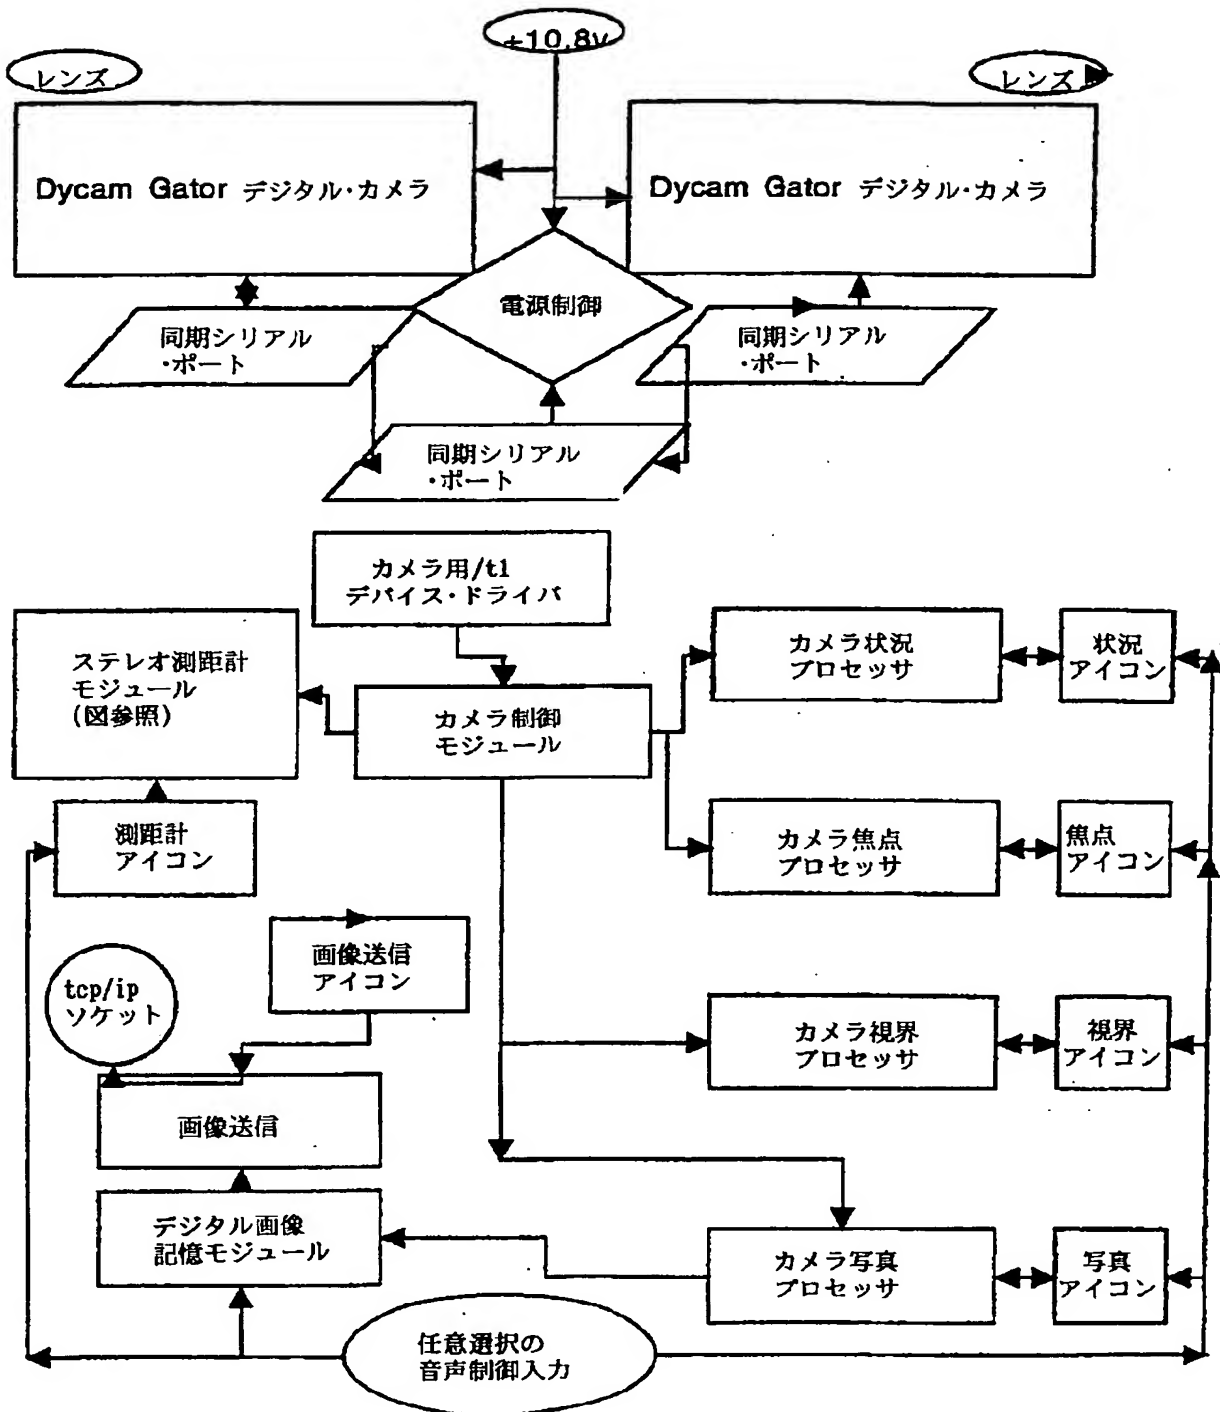 +10.8v
レンズ
レンズ
Dycam Gator デジタル・カメラ
Dycam Gator デジタル・カメラ
電源制御
同期シリアル
・ポート
同期シリアル
・ポート
同期シリアル
・ポート
カメラ用/t1
デバイス・ドライバ
ステレオ測距計
モジュール
(図参照)
カメラ制御
モジュール
カメラ状況
プロセッサ
状況
アイコン
測距計
アイコン
カメラ焦点
プロセッサ
焦点
アイコン
画像送信
アイコン
tcp/ip
ソケット
カメラ視界
プロセッサ
視界
アイコン
画像送信
デジタル画像
記憶モジュール
カメラ写真
プロセッサ
写真
アイコン
任意選択の
音声制御入力